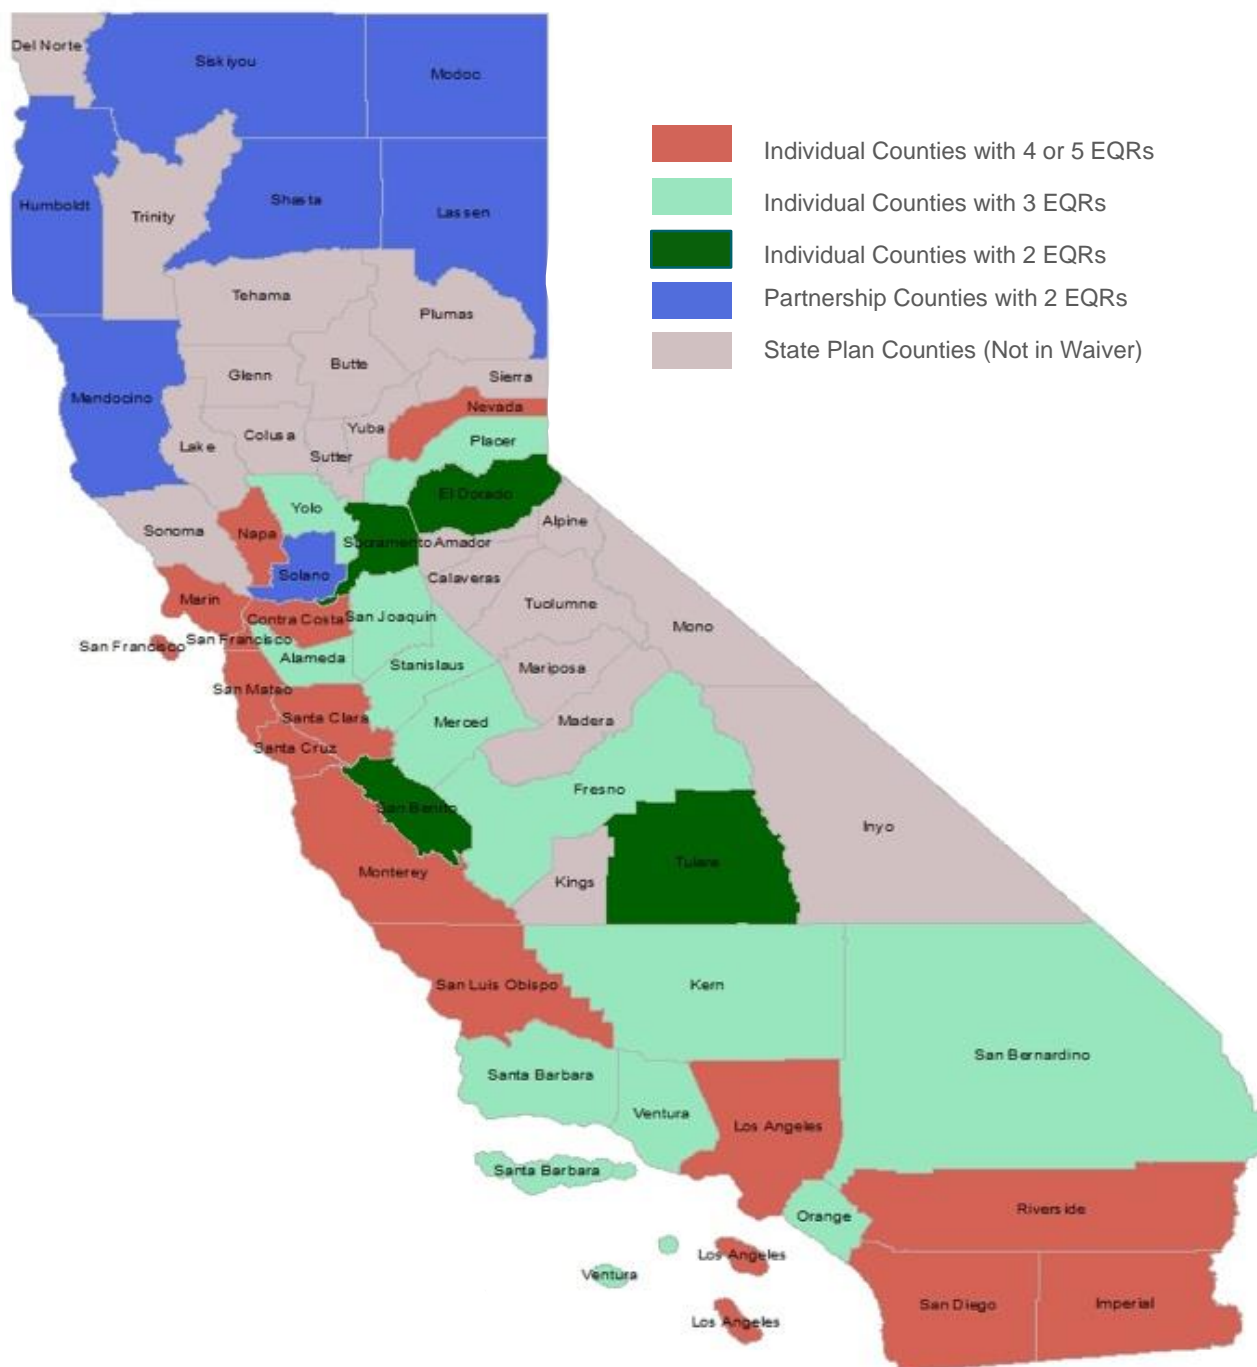 Del Norte
Siskiyou
Modoc
Individual Counties with 4 or 5 EQRs
Individual Counties with 3 EQRs
Individual Counties with 2 EQRs
Partnership Counties with 2 EQRs
State Plan Counties (Not in Waiver)
Humboldt
Trinity
Shasta
Lassen
Tehama
Plumas
Butte
Glenn
Sierra
Mendocino
Nevada
Yuba
Colusa
Placer
Lake
Sutter
El Dorado
Yolo
Alpine
Sonoma
Napa
Sacramento
Amador
Solano
Calaveras
Marin
Tuolumne
Contra Costa
San Joaquin
Mono
San Francisco
San Francisco
Alameda
Stanislaus
Mariposa
San Mateo
Santa Clara
Merced
Madera
Santa Cruz
Fresno
San Benito
Inyo
Tulare
Monterey
Kings
San Luis Obispo
Kern
San Bernardino
Santa Barbara
Ventura
Los Angeles
Santa Barbara
Riverside
Orange
Los Angeles
Ventura
San Diego
Imperial
Los Angeles